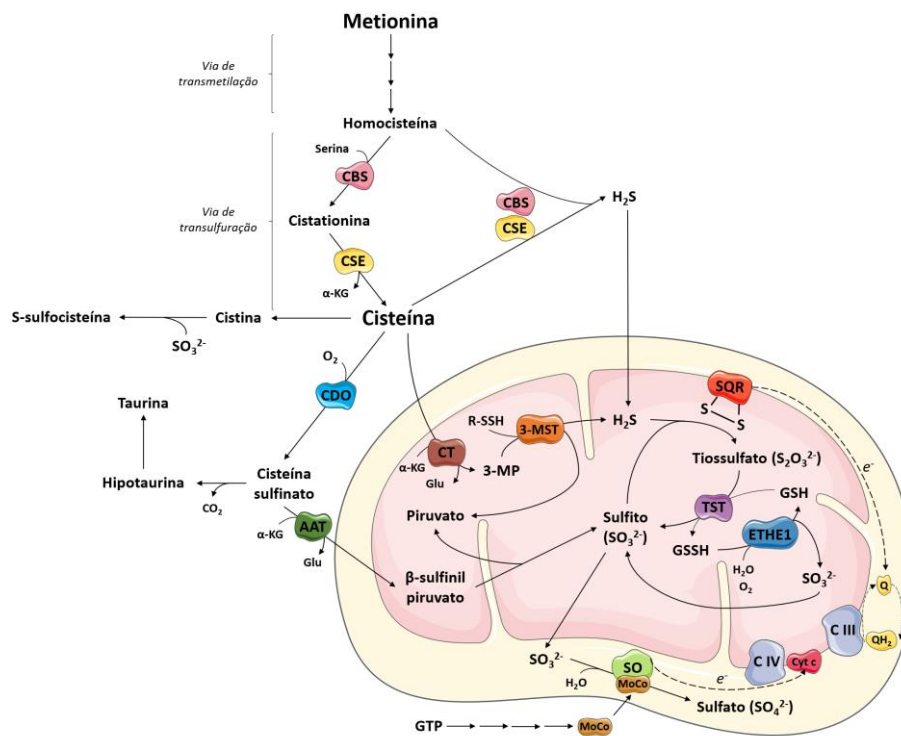 Metionina
Via de
transmetilação
Homocisteína
Serina
CBS
Via de
transulfuração
Cistationina
CBS
CSE
H₂S
CSE
α-KG
S-sulfocisteína
Cistina
Cisteína
SO₃²⁻
O₂
CDO
SQR
S
S
Taurina
R-SSH
3-MST
H₂S
CT
α-KG
3-MP
Glu
Tiossulfato (S₂O₃²⁻)
e⁻
Hipotaurina
Cisteína
sulfinato
CO₂
GSH
TST
Piruvato
Sulfito
(SO₃²⁻)
ETHE1
GSSH
α-KG
AAT
Glu
H₂O
O₂
SO₃²⁻
β-sulfinil
piruvato
Q
C III
QH₂
C IV
Cyt c
SO₃²⁻
SO
MoCo
H₂O
e⁻
Sulfato (SO₄²⁻)
GTP
MoCo